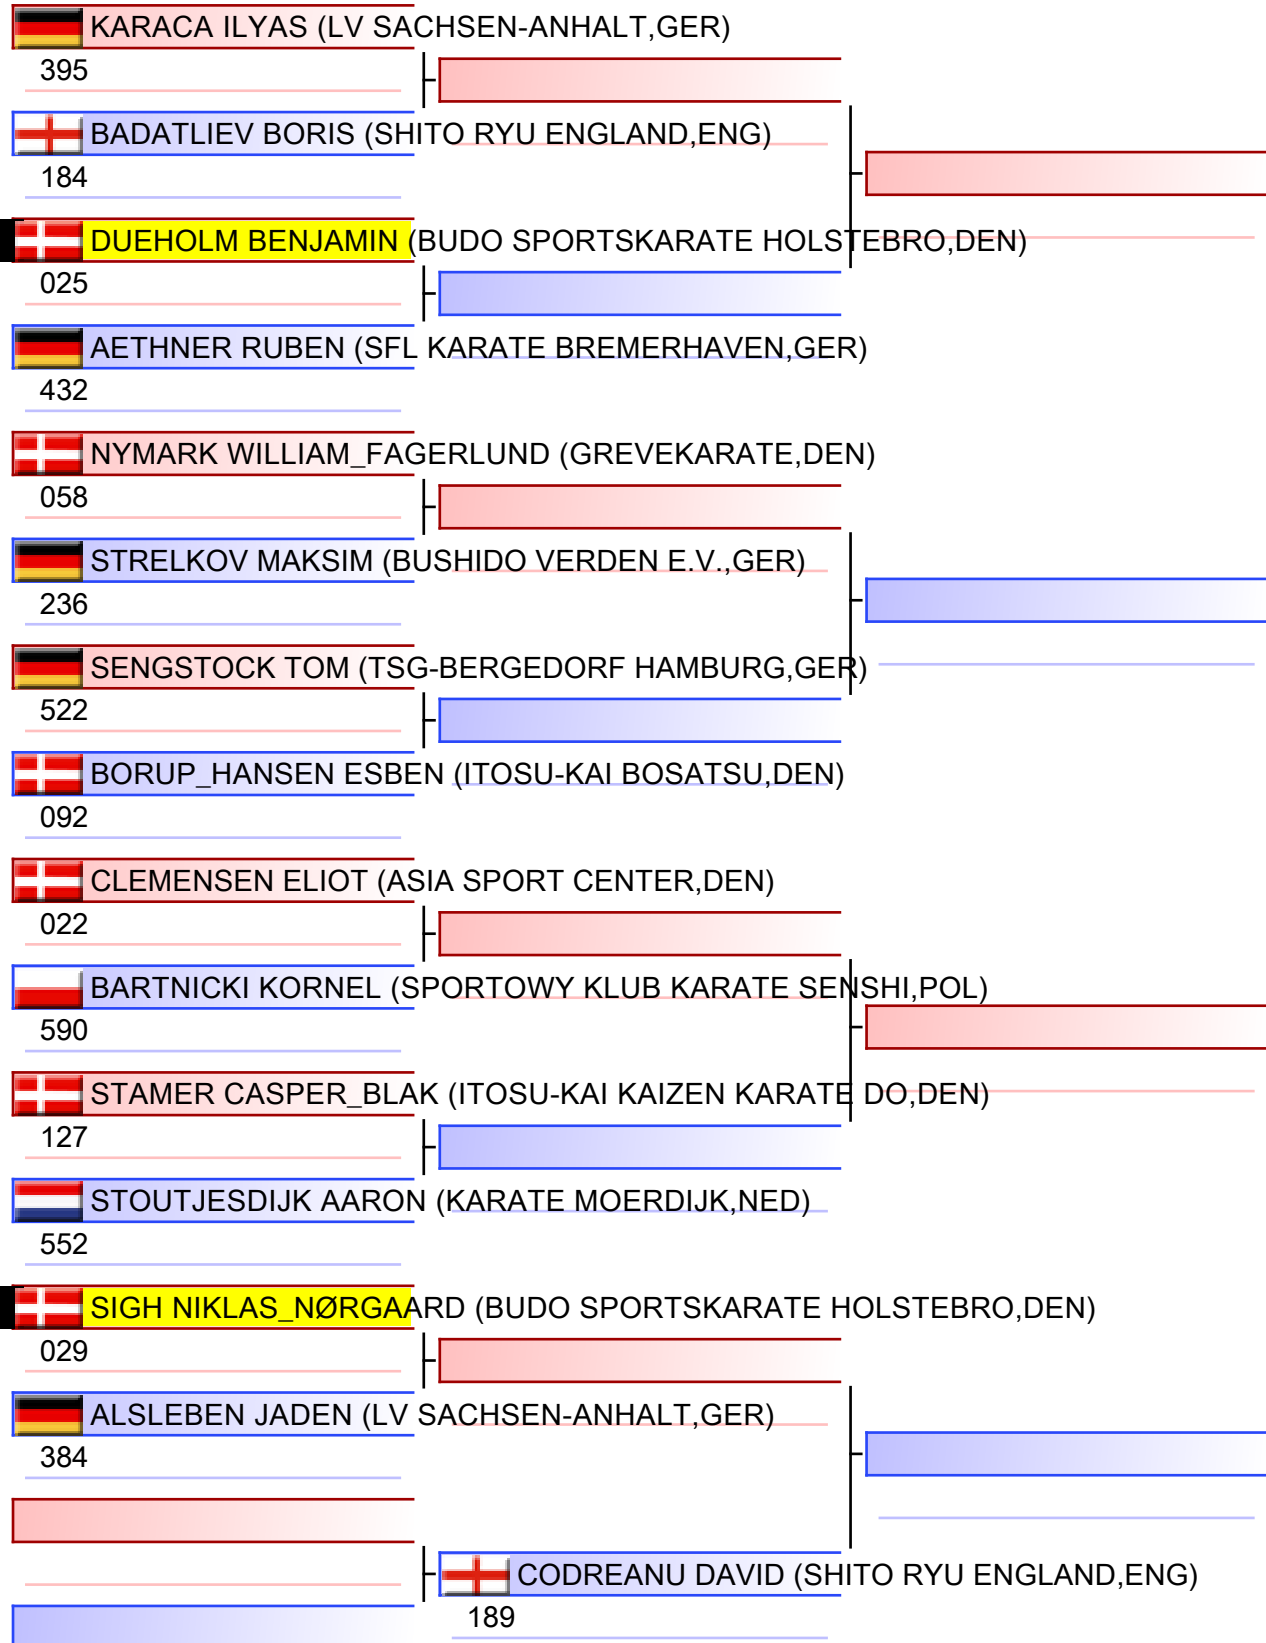 KARACA ILYAS (LV SACHSEN-ANHALT,GER)
395
BADATLIEV BORIS (SHITO RYU ENGLAND,ENG)
184
DUEHOLM BENJAMIN (BUDO SPORTSKARATE HOLSTEBRO,DEN)
025
AETHNER RUBEN (SFL KARATE BREMERHAVEN,GER)
432
NYMARK WILLIAM_FAGERLUND (GREVEKARATE,DEN)
058
STRELKOV MAKSIM (BUSHIDO VERDEN E.V.,GER)
236
SENGSTOCK TOM (TSG-BERGEDORF HAMBURG,GER)
522
BORUP_HANSEN ESBEN (ITOSU-KAI BOSATSU,DEN)
092
CLEMENSEN ELIOT (ASIA SPORT CENTER,DEN)
022
BARTNICKI KORNEL (SPORTOWY KLUB KARATE SENSHI,POL)
590
STAMER CASPER_BLAK (ITOSU-KAI KAIZEN KARATE DO,DEN)
127
STOUTJESDIJK AARON (KARATE MOERDIJK,NED)
552
SIGH NIKLAS_NØRGAARD (BUDO SPORTSKARATE HOLSTEBRO,DEN)
029
ALSLEBEN JADEN (LV SACHSEN-ANHALT,GER)
384
CODREANU DAVID (SHITO RYU ENGLAND,ENG)
189